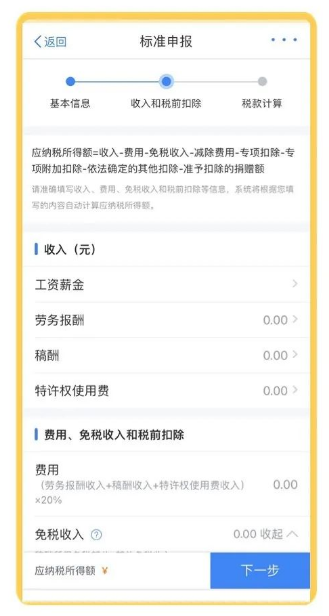 返回 标准申报
基本信息 收入和税前扣除 税款计算
应纳税所得额=收入-费用-免税收入-减除费用-专项扣除-专
项附加扣除-依法确定的其他扣除-准予扣除的捐赠额
请准确填写收入、费用、免税收入和税前扣除等信息，系统将根据您填
写的内容自动计算应纳税所得额。
收入（元）
工资薪金
劳务报酬 0.00
稿酬 0.00
特许权使用费 0.00
费用、免税收入和税前扣除
费用 0.00
（劳务报酬收入+稿酬收入+特许权使用费收入）
×20%
免税收入 0.00 收起
应纳税所得额 ¥ 下一步